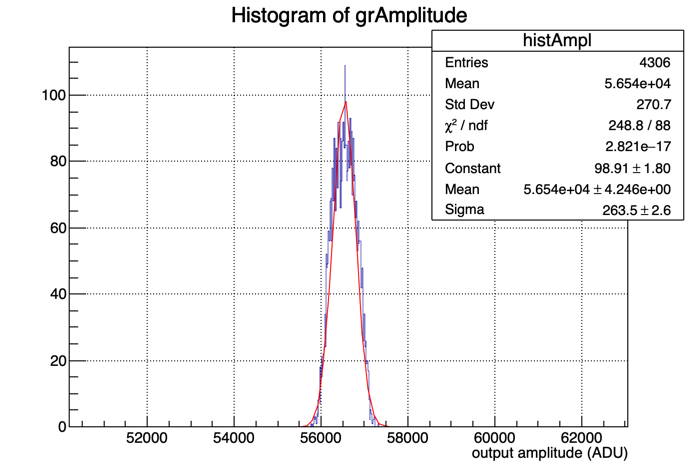 Histogram of grAmplitude
histAmpl
Entries 4306
Mean 5.654e+04
Std Dev 270.7
χ² / ndf 248.8 / 88
Prob 2.821e−17
Constant 98.91 ± 1.80
Mean 5.654e+04 ± 4.246e+00
Sigma 263.5 ± 2.6
100
80
60
40
20
0
52000 54000 56000 58000 60000 62000
output amplitude (ADU)